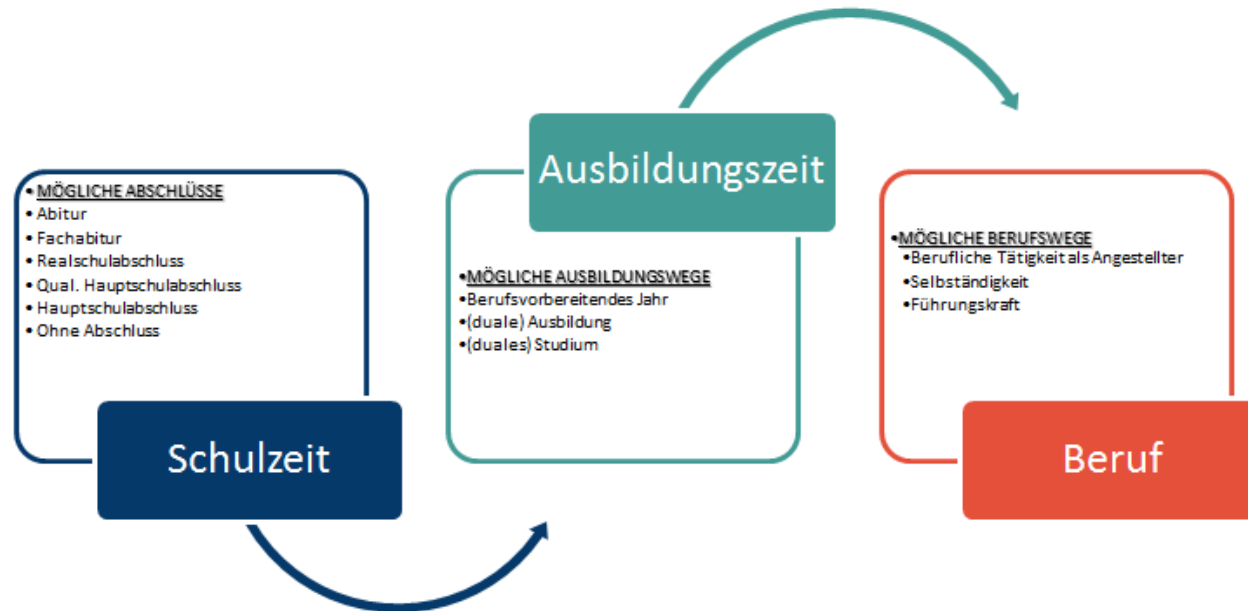 • MÖGLICHE ABSCHLÜSSE
• Abitur
• Fachabitur
• Realschulabschluss
• Qual. Hauptschulabschluss
• Hauptschulabschluss
• Ohne Abschluss
Schulzeit
Ausbildungszeit
•MÖGLICHE AUSBILDUNGSWEGE
•Berufsvorbereitendes Jahr
•(duale) Ausbildung
•(duales) Studium
•MÖGLICHE BERUFSWEGE
•Berufliche Tätigkeit als Angestellter
•Selbständigkeit
•Führungskraft
Beruf